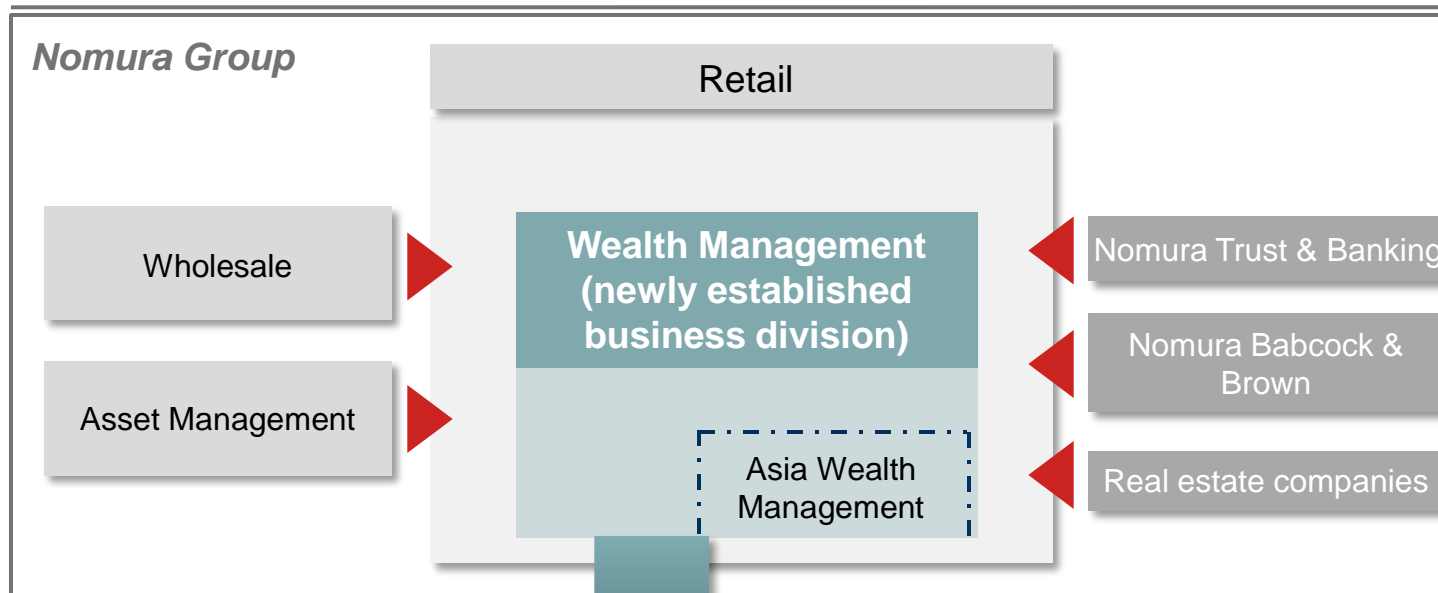 Nomura Group
Retail
Wholesale
Asset Management
Wealth Management
(newly established
business division)
Asia Wealth
Management
Nomura Trust & Banking
Nomura Babcock &
Brown
Real estate companies